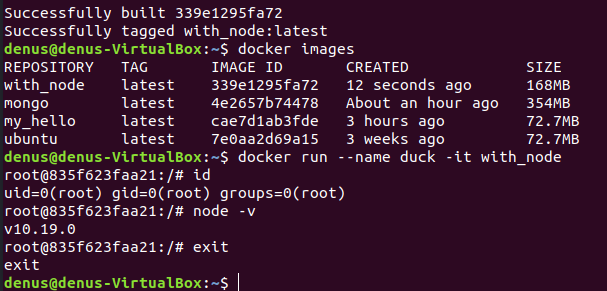 Successfully built 339e1295fa72
Successfully tagged with_node:latest
denus@denus-VirtualBox:~$ docker images
REPOSITORY TAG IMAGE ID CREATED SIZE
with_node latest 339e1295fa72 12 seconds ago 168MB
mongo latest 4e2657b74478 About an hour ago 354MB
my_hello latest cae7d1ab3fde 3 hours ago 72.7MB
ubuntu latest 7e0aa2d69a15 3 weeks ago 72.7MB
denus@denus-VirtualBox:~$ docker run --name duck -it with_node
root@835f623faa21:/# id
uid=0(root) gid=0(root) groups=0(root)
root@835f623faa21:/# node -v
v10.19.0
root@835f623faa21:/# exit
exit
denus@denus-VirtualBox:~$